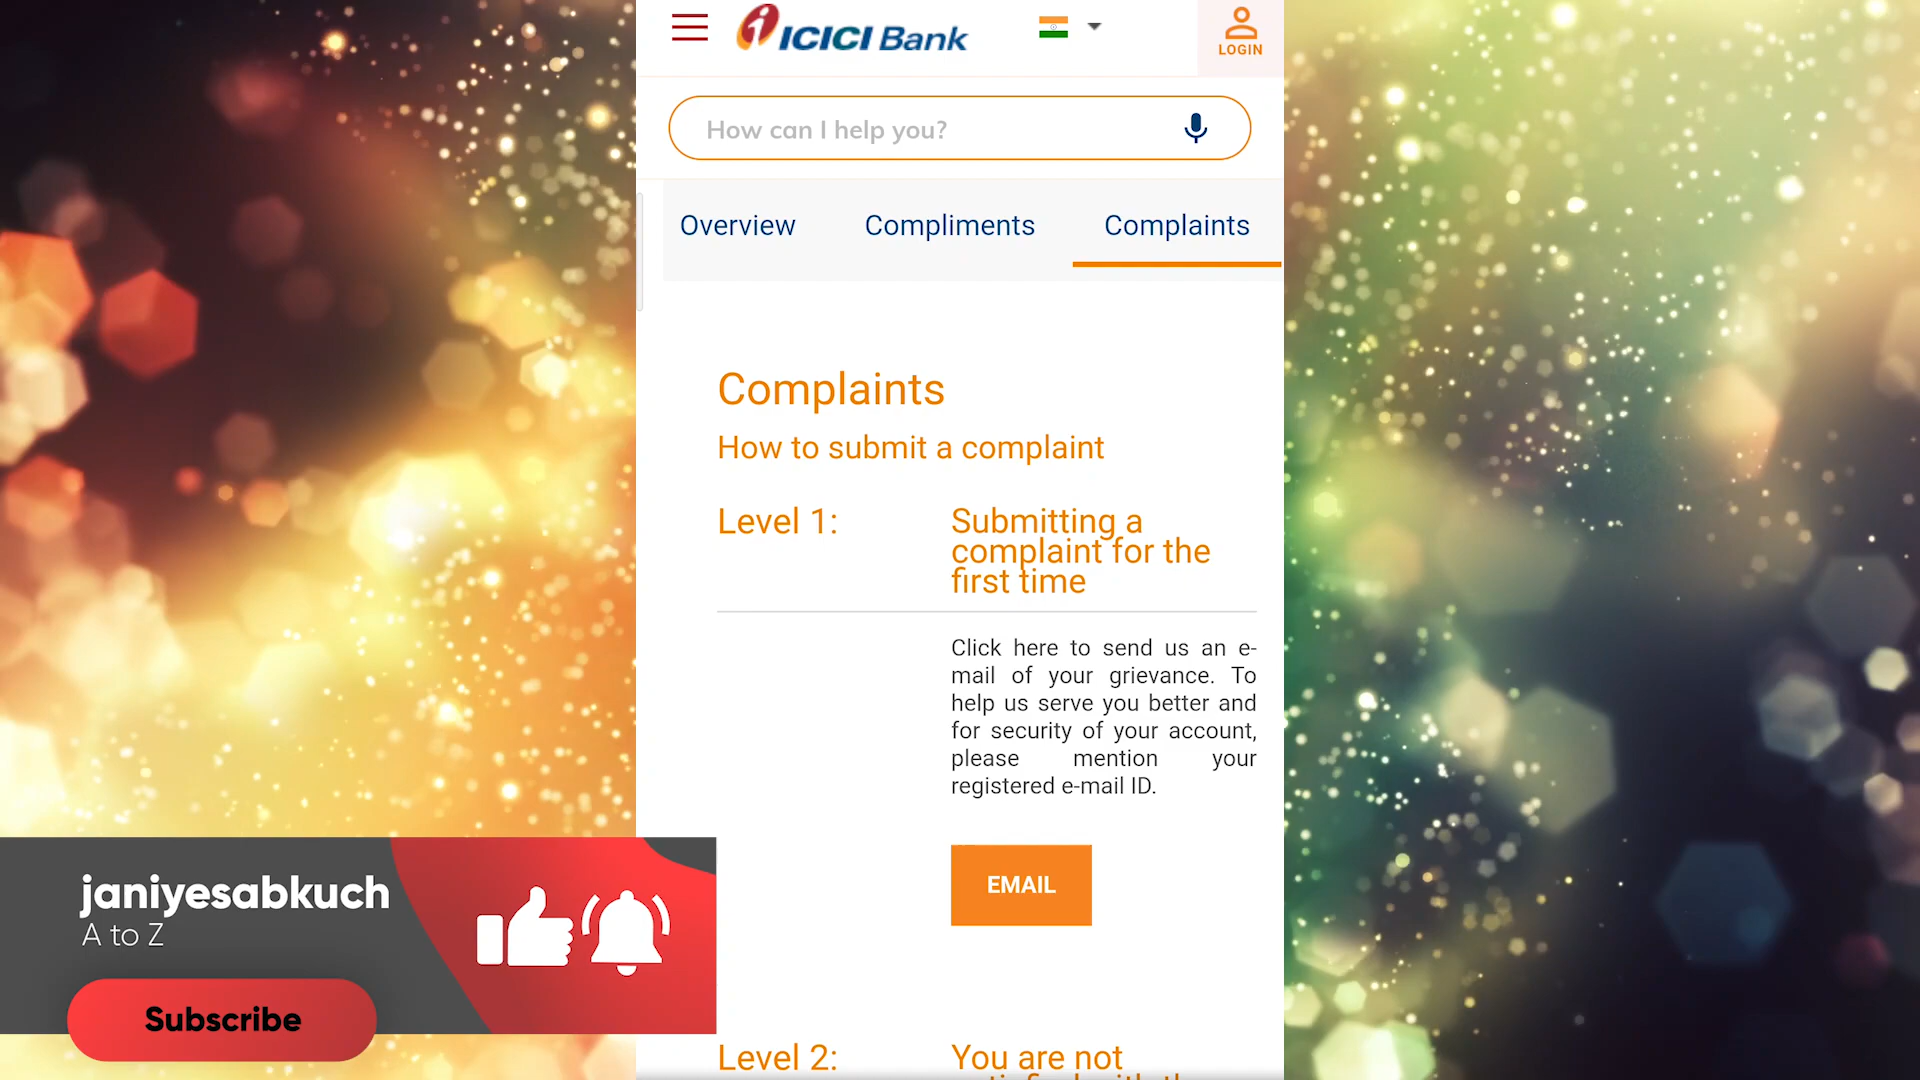 ICICI Bank
LOGIN
How can I help you?
Overview
Compliments
Complaints
Complaints
How to submit a complaint
Level 1:
Submitting a
complaint for the
first time
Click here to send us an e-
mail of your grievance. To
help us serve you better and
for security of your account,
please mention your
registered e-mail ID.
EMAIL
janiyesabkuch
A to Z
Subscribe
Level 2:
You are not